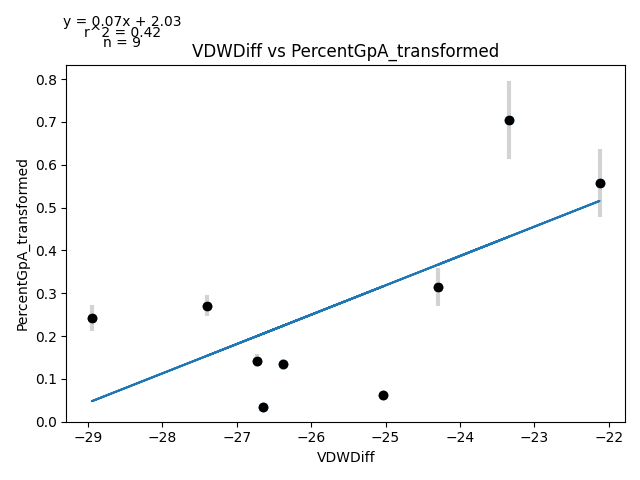 y = 0.07x + 2.03
r^2 = 0.42
n = 9
VDWDiff vs PercentGpA_transformed
PercentGpA_transformed
0.8
0.7
0.6
0.5
0.4
0.3
0.2
0.1
0.0
−29
−28
−27
−26
−25
−24
−23
−22
VDWDiff